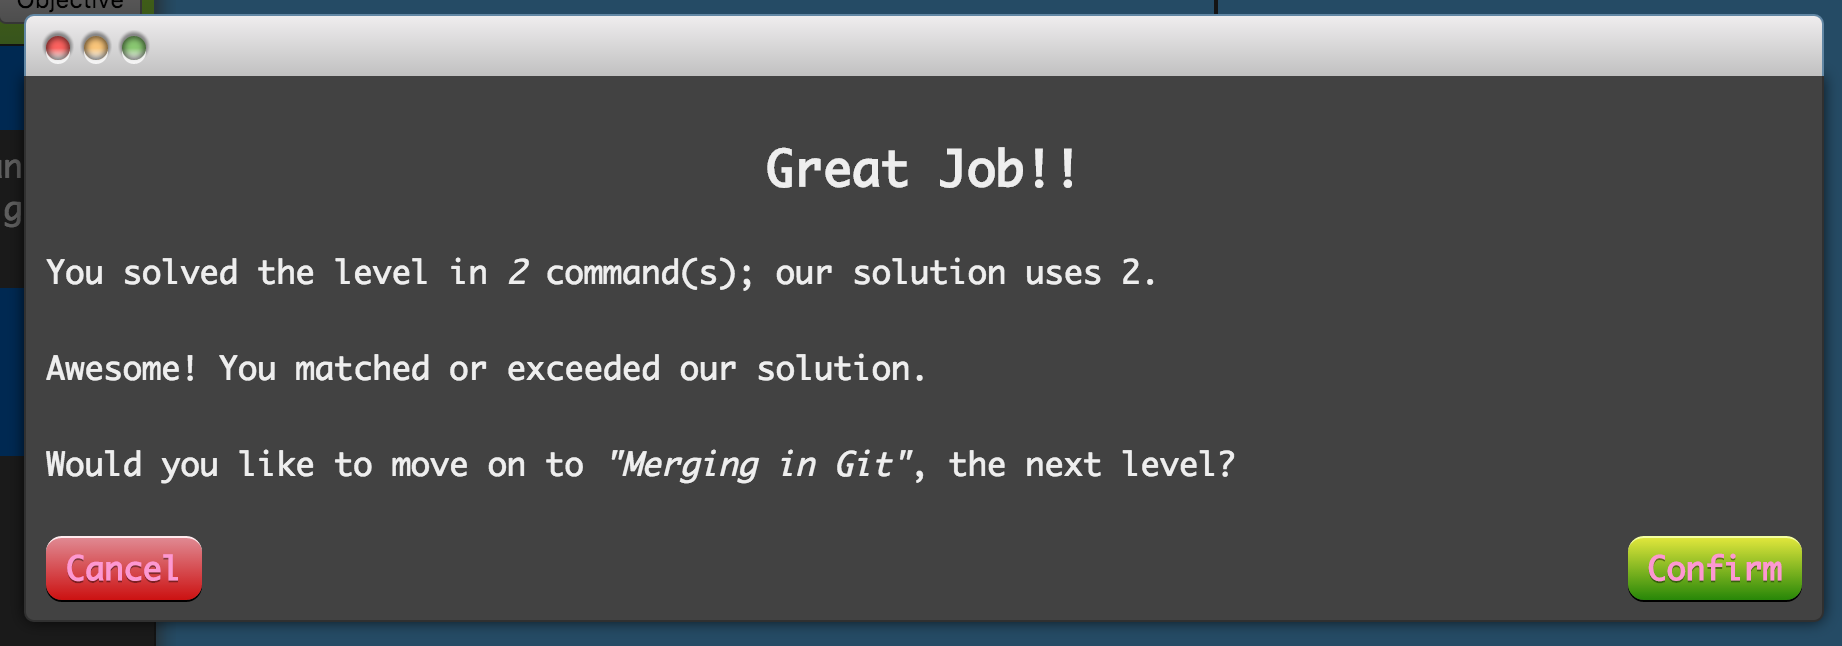 Objective
Great Job!!
You solved the level in 2 command(s); our solution uses 2.
Awesome! You matched or exceeded our solution.
Would you like to move on to "Merging in Git", the next level?
Cancel
Confirm